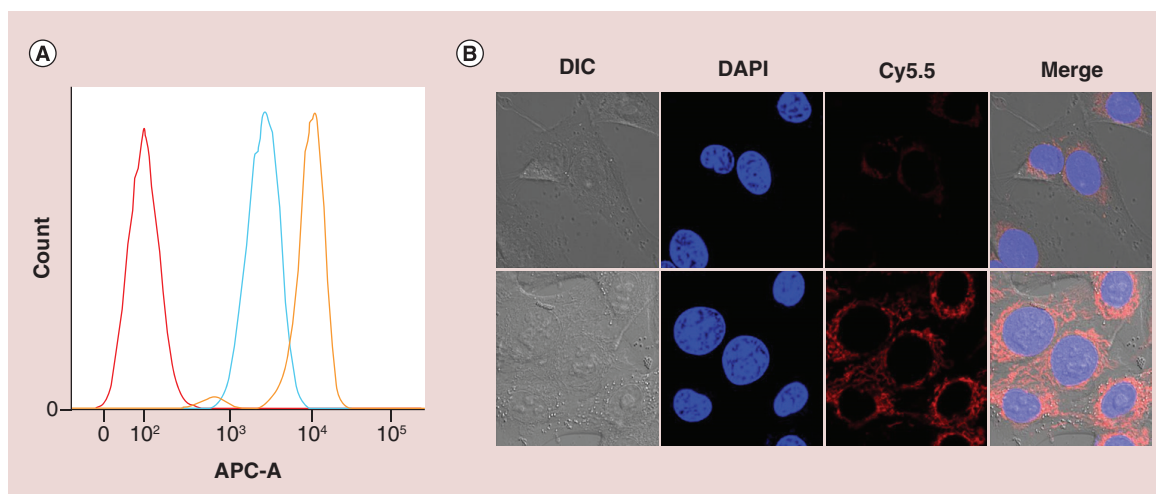 A
Count
0
0 10² 10³ 10⁴ 10⁵
APC-A
B
DIC DAPI Cy5.5 Merge